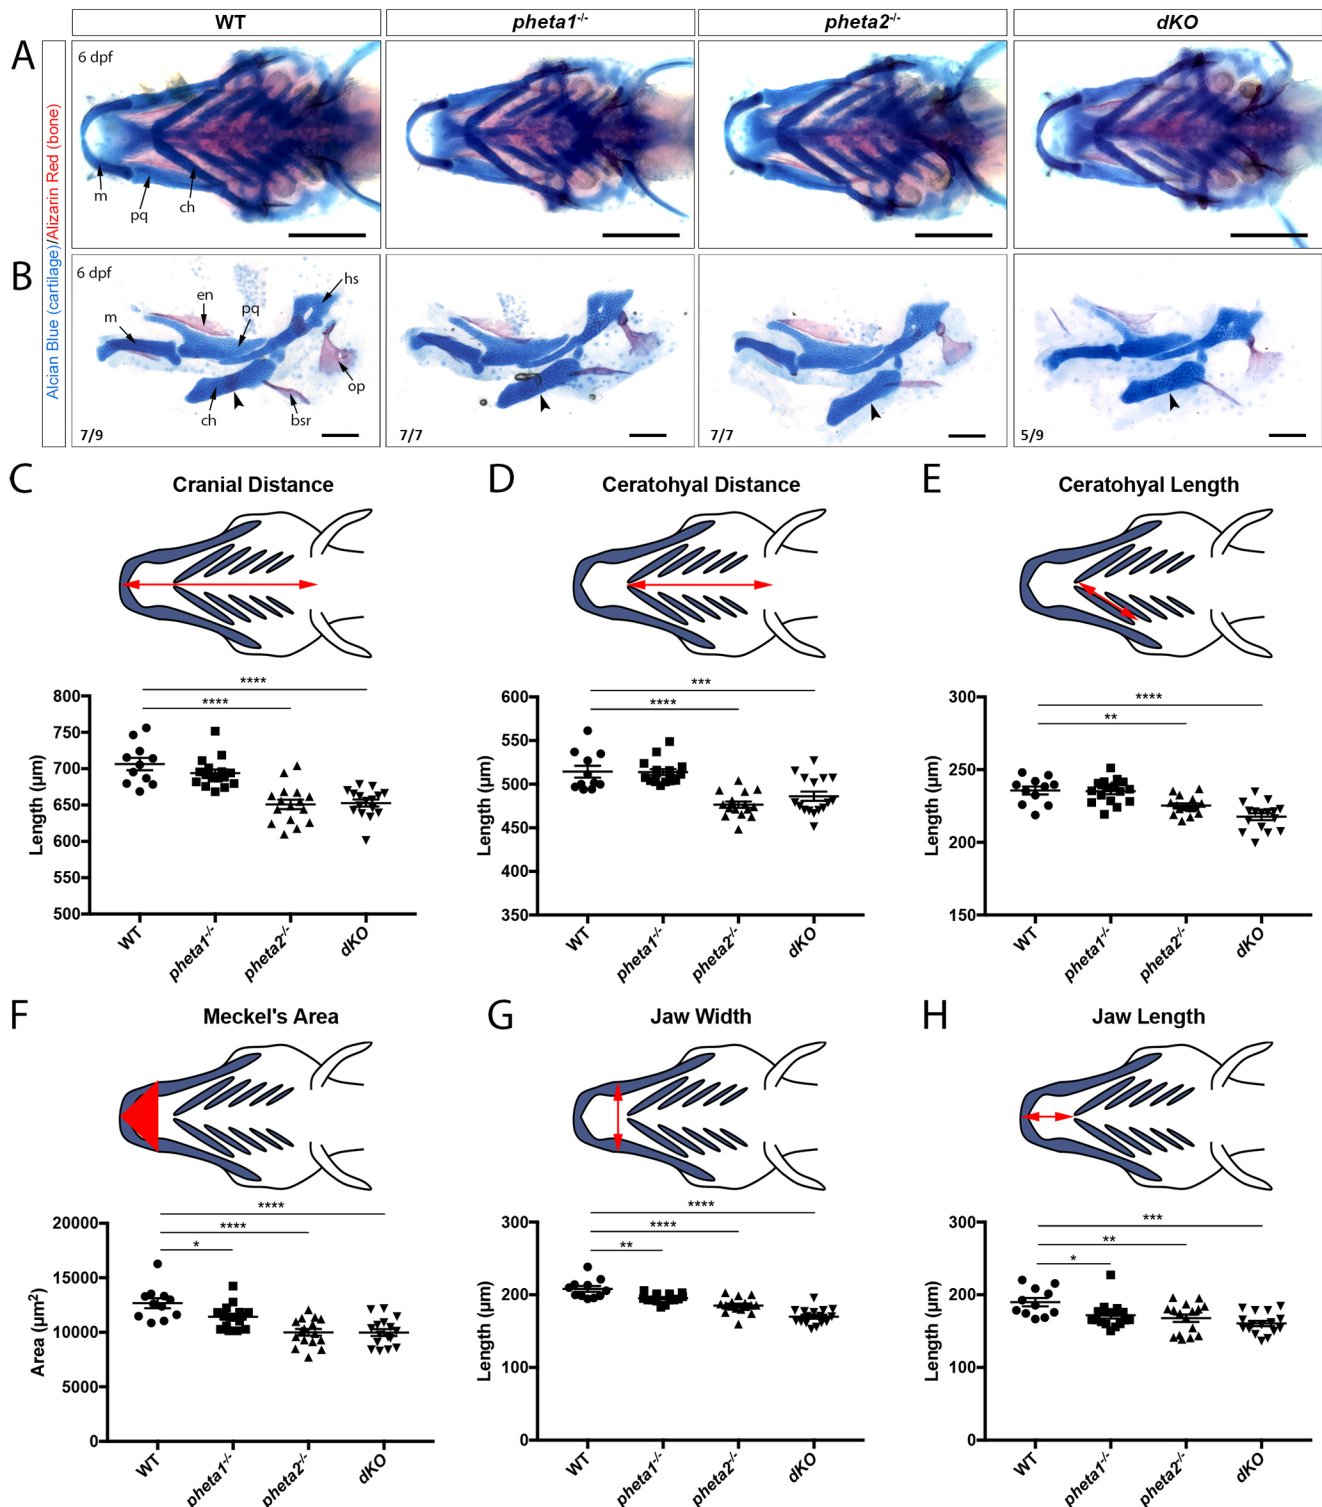 WT pheta1-/- pheta2-/- dKO
Alcian Blue (cartilage)/Alizarin Red (bone)
A
6 dpf
m
pq
ch
B
6 dpf
m
en
pq
hs
ch
bsr
op
7/9
7/7
7/7
5/9
C
Cranial Distance
****
****
Length (µm)
800
750
700
650
600
550
500
WT
pheta1-/-
pheta2-/-
dKO
D
Ceratohyal Distance
***
****
Length (µm)
600
550
500
450
400
350
WT
pheta1-/-
pheta2-/-
dKO
E
Ceratohyal Length
****
**
Length (µm)
300
250
200
150
WT
pheta1-/-
pheta2-/-
dKO
F
Meckel's Area
****
****
*
Area (µm²)
20000
15000
10000
5000
0
WT
pheta1-/-
pheta2-/-
dKO
G
Jaw Width
****
****
**
Length (µm)
300
200
100
0
WT
pheta1-/-
pheta2-/-
dKO
H
Jaw Length
***
**
*
Length (µm)
300
200
100
0
WT
pheta1-/-
pheta2-/-
dKO